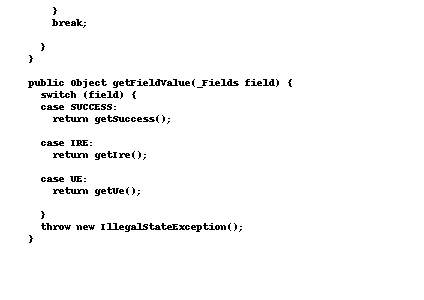 }
    break;

  }
}

public Object getFieldValue(_Fields field) {
  switch (field) {
  case SUCCESS:
    return getSuccess();

  case IRE:
    return getIre();

  case UE:
    return getUe();

  }
  throw new IllegalStateException();
}